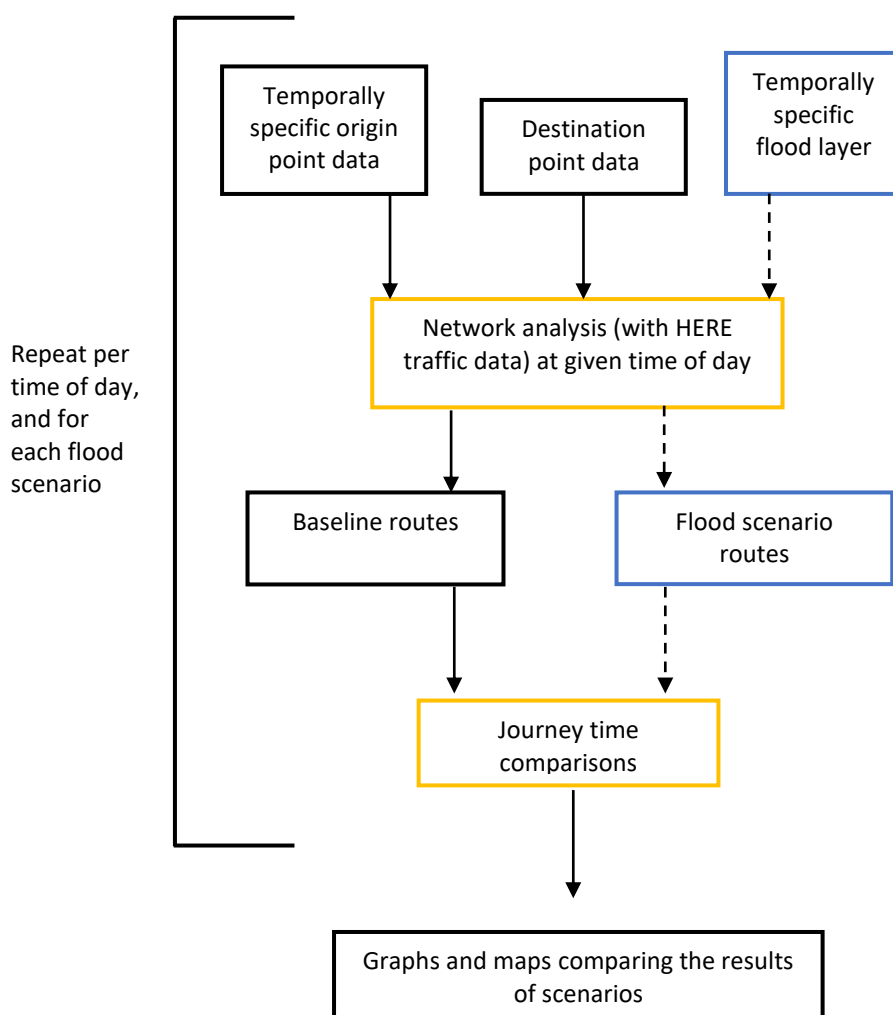 Temporally
specific origin
point data
Destination
point data
Temporally
specific
flood layer
Network analysis (with HERE
traffic data) at given time of day
Repeat per
time of day,
and for
each flood
scenario
Baseline routes
Flood scenario
routes
Journey time
comparisons
Graphs and maps comparing the results
of scenarios